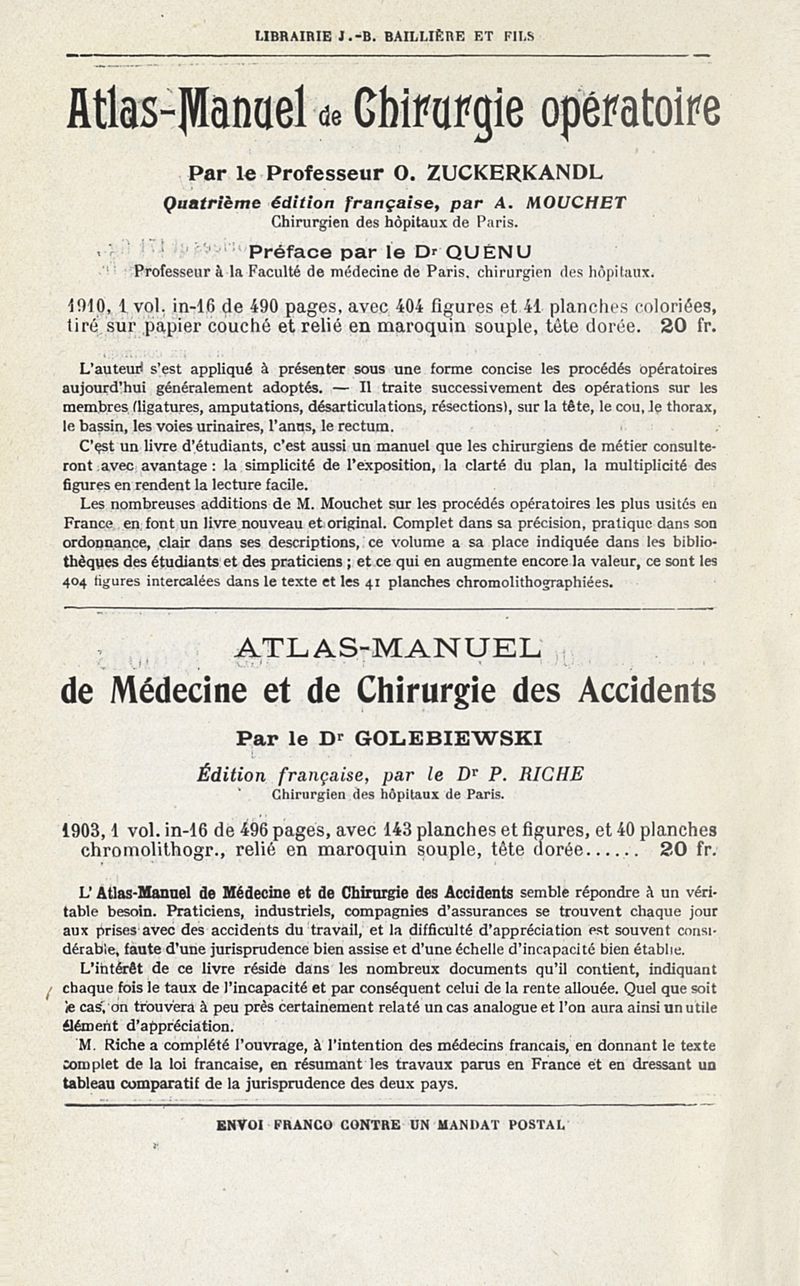 LIBRAIRIE J.-B. BAILLIÈRE ET FILS
Atlas-Manuel de Chirurgie opératoire
Par le Professeur O. ZUCKERKANDL
Quatrième édition française, par A. MOUCHET
Chirurgien des hôpitaux de Paris.
Préface par le Dr QUÉNU
Professeur à la Faculté de médecine de Paris, chirurgien des hôpitaux.
1910, 1 vol. in-16 de 490 pages, avec 404 figures et 41 planches coloriées,
tiré sur papier couché et relié en maroquin souple, tête dorée. 20 fr.
L'auteur s'est appliqué à présenter sous une forme concise les procédés opératoires
aujourd'hui généralement adoptés. — Il traite successivement des opérations sur les
membres (ligatures, amputations, désarticulations, résections), sur la tête, le cou, le thorax,
le bassin, les voies urinaires, l'anus, le rectum.
C'est un livre d'étudiants, c'est aussi un manuel que les chirurgiens de métier consulte-
ront avec avantage : la simplicité de l'exposition, la clarté du plan, la multiplicité des
figures en rendent la lecture facile.
Les nombreuses additions de M. Mouchet sur les procédés opératoires les plus usités en
France en font un livre nouveau et original. Complet dans sa précision, pratique dans son
ordonnance, clair dans ses descriptions, ce volume a sa place indiquée dans les biblio-
thèques des étudiants et des praticiens ; et ce qui en augmente encore la valeur, ce sont les
404 figures intercalées dans le texte et les 41 planches chromolithographiées.
ATLAS-MANUEL
de Médecine et de Chirurgie des Accidents
Par le Dr GOLEBIEWSKI
Édition française, par le Dr P. RICHE
Chirurgien des hôpitaux de Paris.
1903, 1 vol. in-16 de 496 pages, avec 143 planches et figures, et 40 planches
chromolithogr., relié en maroquin souple, tête dorée...... 20 fr.
L'Atlas-Manuel de Médecine et de Chirurgie des Accidents semble répondre à un véri-
table besoin. Praticiens, industriels, compagnies d'assurances se trouvent chaque jour
aux prises avec des accidents du travail, et la difficulté d'appréciation est souvent consi-
dérable, faute d'une jurisprudence bien assise et d'une échelle d'incapacité bien établie.
L'intérêt de ce livre réside dans les nombreux documents qu'il contient, indiquant
chaque fois le taux de l'incapacité et par conséquent celui de la rente allouée. Quel que soit
le cas, on trouvera à peu près certainement relaté un cas analogue et l'on aura ainsi un utile
élément d'appréciation.
M. Riche a complété l'ouvrage, à l'intention des médecins francais, en donnant le texte
complet de la loi francaise, en résumant les travaux parus en France et en dressant un
tableau comparatif de la jurisprudence des deux pays.
ENVOI FRANCO CONTRE UN MANDAT POSTAL